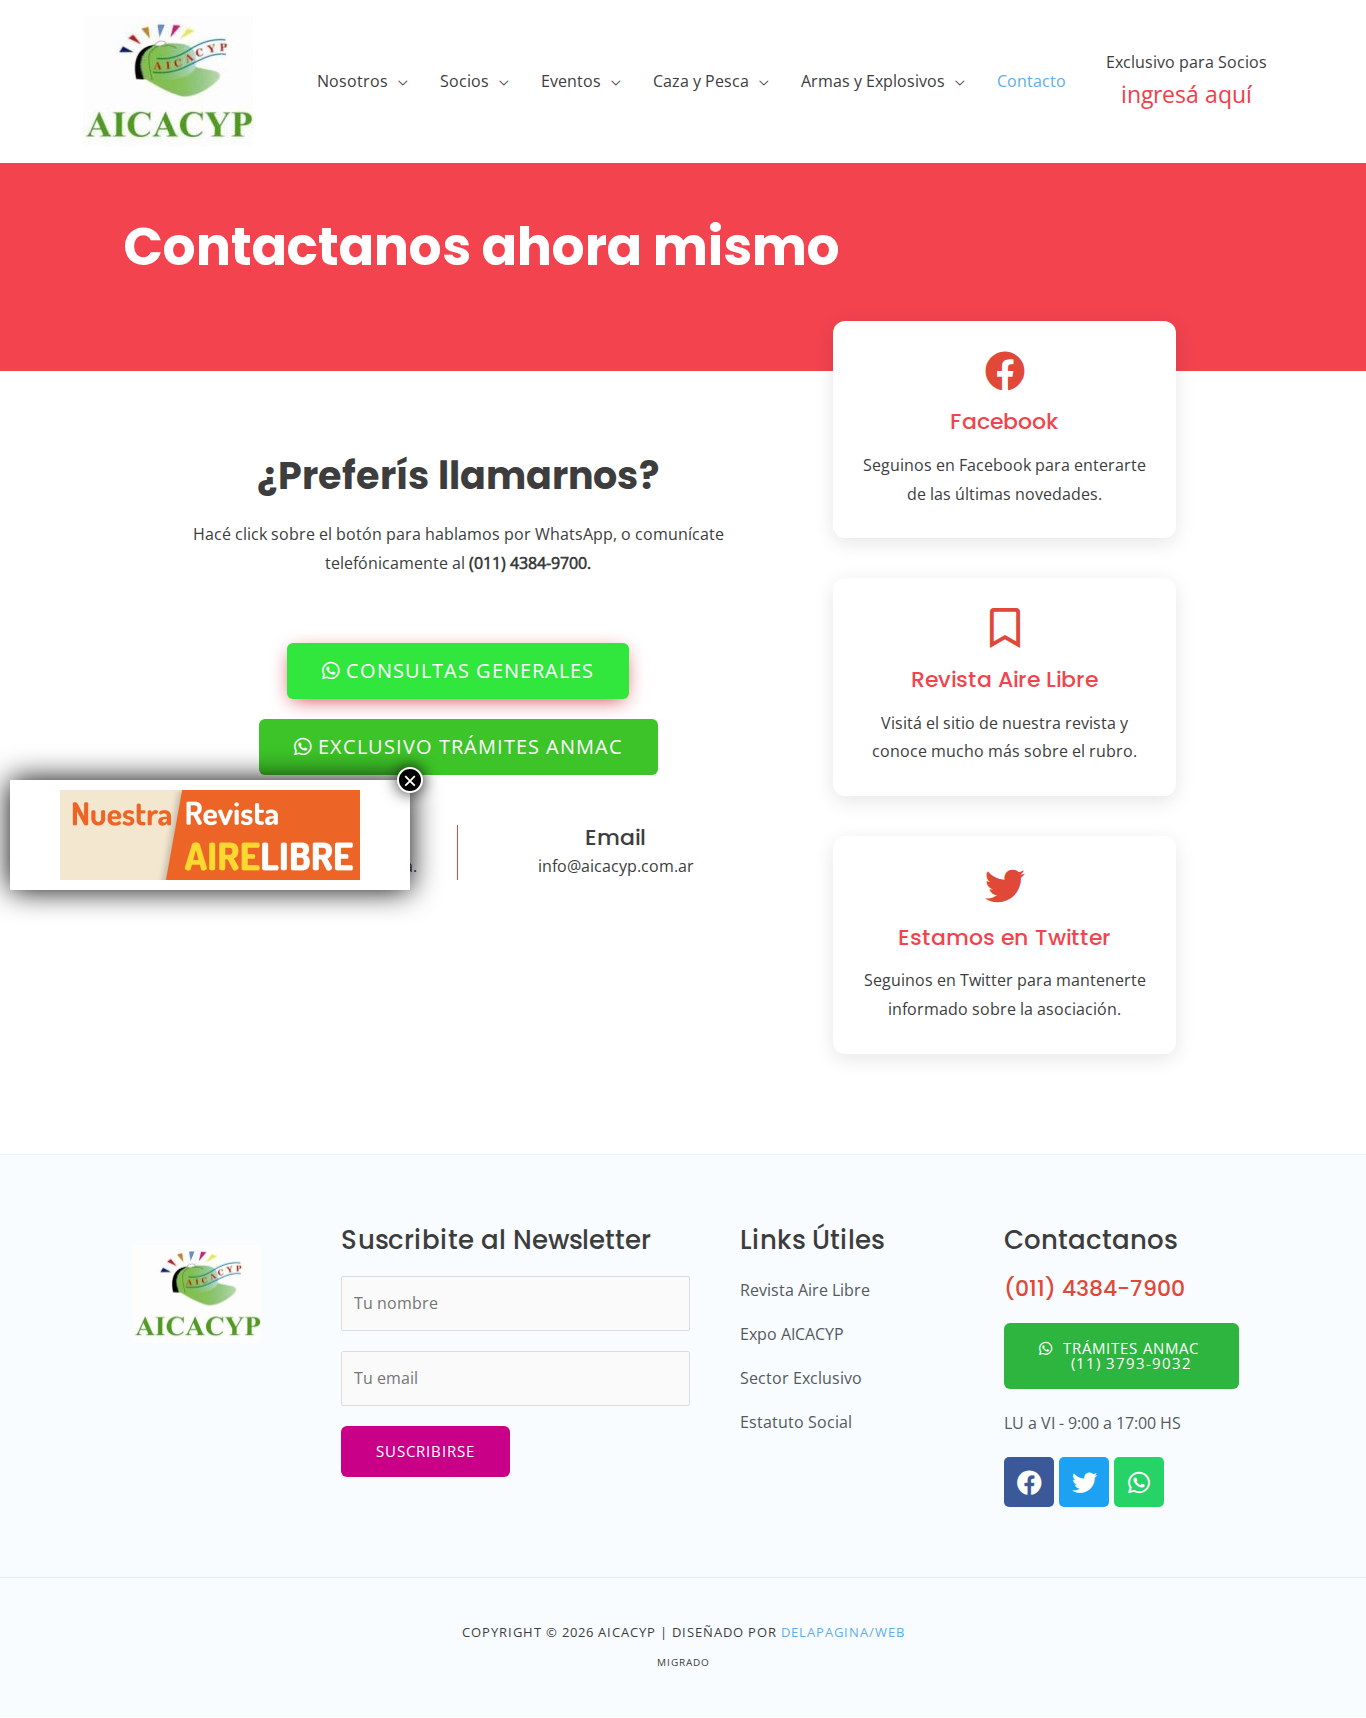 AICACYP
AICACYP
Nosotros
Socios
Eventos
Caza y Pesca
Armas y Explosivos
Contacto
Exclusivo para Socios
ingresá aquí
Contactanos ahora mismo
¿Preferís llamarnos?
Hacé click sobre el botón para hablamos por WhatsApp, o comunícate
telefónicamente al (011) 4384-9700.
CONSULTAS GENERALES
EXCLUSIVO TRÁMITES ANMAC
×
Nuestra Revista
AIRELIBRE
Email
info@aicacyp.com.ar
Facebook
Seguinos en Facebook para enterarte
de las últimas novedades.
Revista Aire Libre
Visitá el sitio de nuestra revista y
conoce mucho más sobre el rubro.
Estamos en Twitter
Seguinos en Twitter para mantenerte
informado sobre la asociación.
AICACYP
AICACYP
Suscribite al Newsletter
Tu nombre
Tu email
SUSCRIBIRSE
Links Útiles
Revista Aire Libre
Expo AICACYP
Sector Exclusivo
Estatuto Social
Contactanos
(011) 4384-7900
TRÁMITES ANMAC
(11) 3793-9032
LU a VI - 9:00 a 17:00 HS
COPYRIGHT © 2026 AICACYP | DISEÑADO POR DELAPAGINA/WEB
MIGRADO